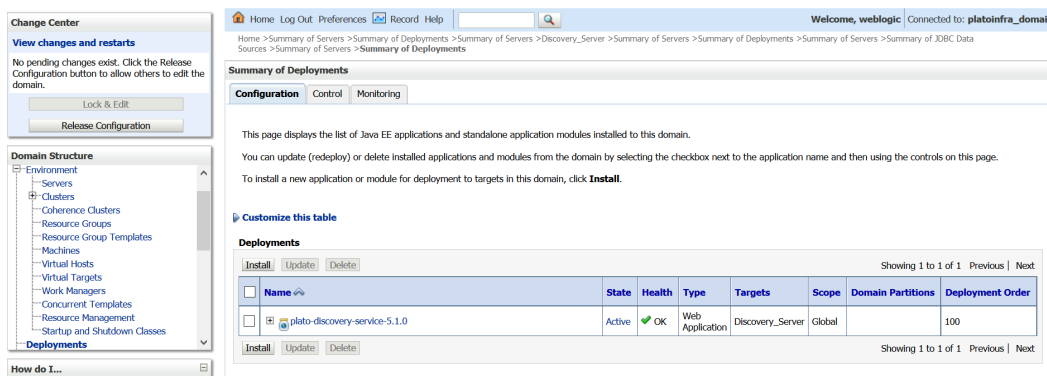 Change Center
View changes and restarts
No pending changes exist. Click the Release
Configuration button to allow others to edit the
domain.
Lock & Edit
Release Configuration
Domain Structure
Environment
Servers
Clusters
Coherence Clusters
Resource Groups
Resource Group Templates
Machines
Virtual Hosts
Virtual Targets
Work Managers
Concurrent Templates
Resource Management
Startup and Shutdown Classes
Deployments
How do I...
Home Log Out Preferences Record Help
Welcome, weblogic Connected to: platoinfra_domai
Home >Summary of Servers >Summary of Deployments >Summary of Servers >Discovery_Server >Summary of Servers >Summary of Deployments >Summary of Servers >Summary of JDBC Data
Sources >Summary of Servers >Summary of Deployments
Summary of Deployments
Configuration Control Monitoring
This page displays the list of Java EE applications and standalone application modules installed to this domain.
You can update (redeploy) or delete installed applications and modules from the domain by selecting the checkbox next to the application name and then using the controls on this page.
To install a new application or module for deployment to targets in this domain, click Install.
Customize this table
Deployments
Install Update Delete Showing 1 to 1 of 1 Previous | Next
Name State Health Type Targets Scope Domain Partitions Deployment Order
plato-discovery-service-5.1.0 Active OK Web Application Discovery_Server Global 100
Install Update Delete Showing 1 to 1 of 1 Previous | Next